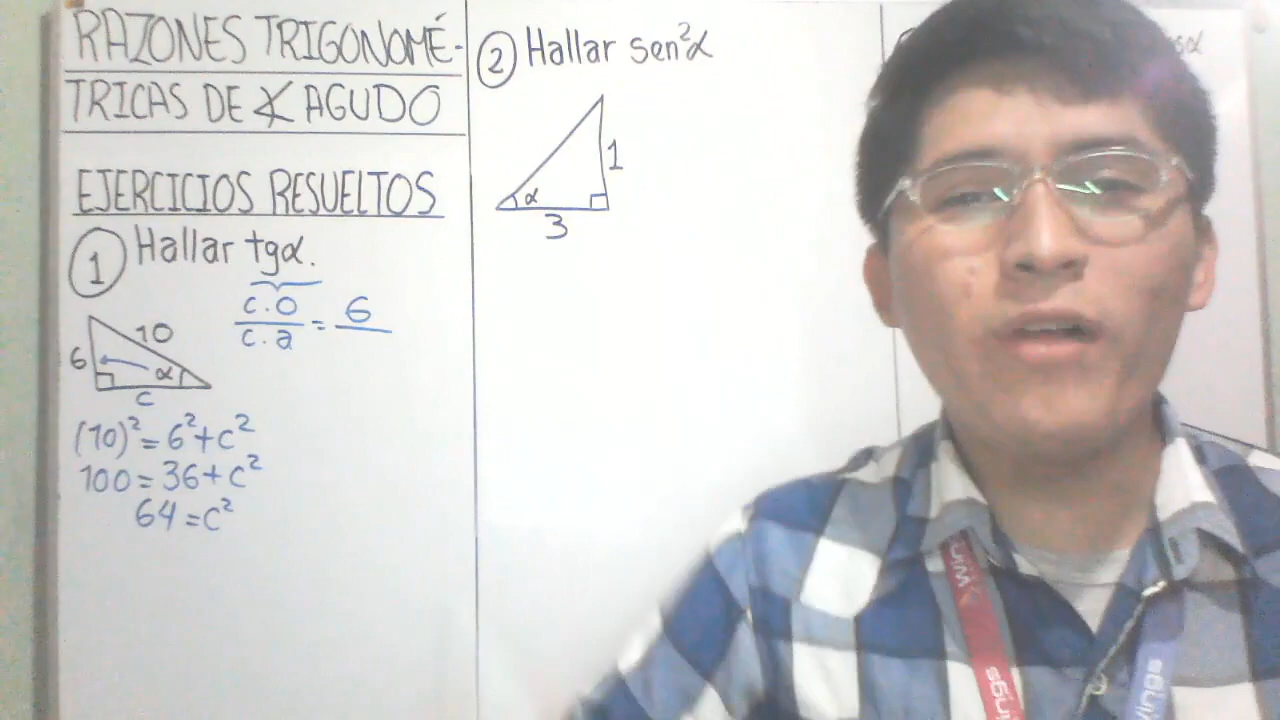 RAZONES TRIGONOMÉ-
TRICAS DE ∡ AGUDO
EJERCICIOS RESUELTOS
1 Hallar tgα.
c.o / c.a = 6
10
6
α
c
(10)² = 6² + c²
100 = 36 + c²
64 = c²
2 Hallar sen²α
1
α
3